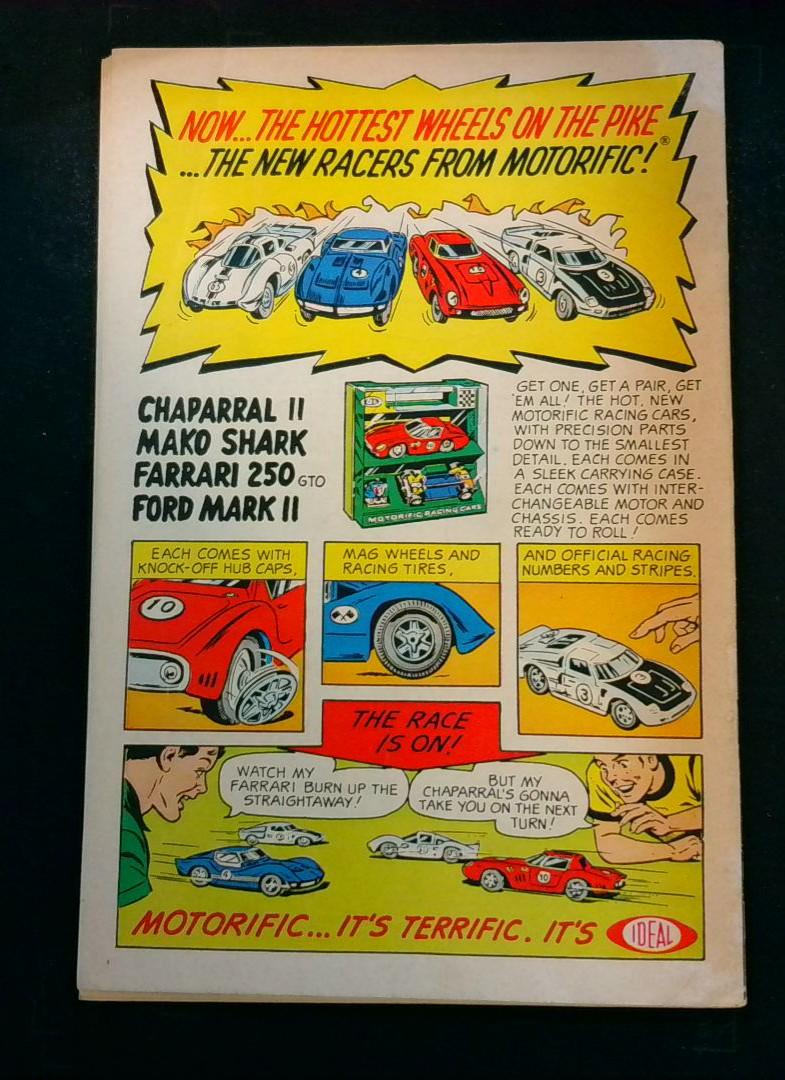 NOW... THE HOTTEST WHEELS ON THE PIKE
...THE NEW RACERS FROM MOTORIFIC!®
CHAPARRAL II
MAKO SHARK
FARRARI 250 GTO
FORD MARK II
IDEAL
MOTORIFIC RACING CARS
GET ONE, GET A PAIR, GET
'EM ALL! THE HOT, NEW
MOTORIFIC RACING CARS,
WITH PRECISION PARTS
DOWN TO THE SMALLEST
DETAIL. EACH COMES IN
A SLEEK CARRYING CASE.
EACH COMES WITH INTER-
CHANGEABLE MOTOR AND
CHASSIS. EACH COMES
READY TO ROLL!
EACH COMES WITH
KNOCK-OFF HUB CAPS,
10
MAG WHEELS AND
RACING TIRES,
AND OFFICIAL RACING
NUMBERS AND STRIPES.
3
3
THE RACE
IS ON!
WATCH MY
FARRARI BURN UP THE
STRAIGHTAWAY!
BUT MY
CHAPARRAL'S GONNA
TAKE YOU ON THE NEXT
TURN!
10
MOTORIFIC... IT'S TERRIFIC. IT'S IDEAL